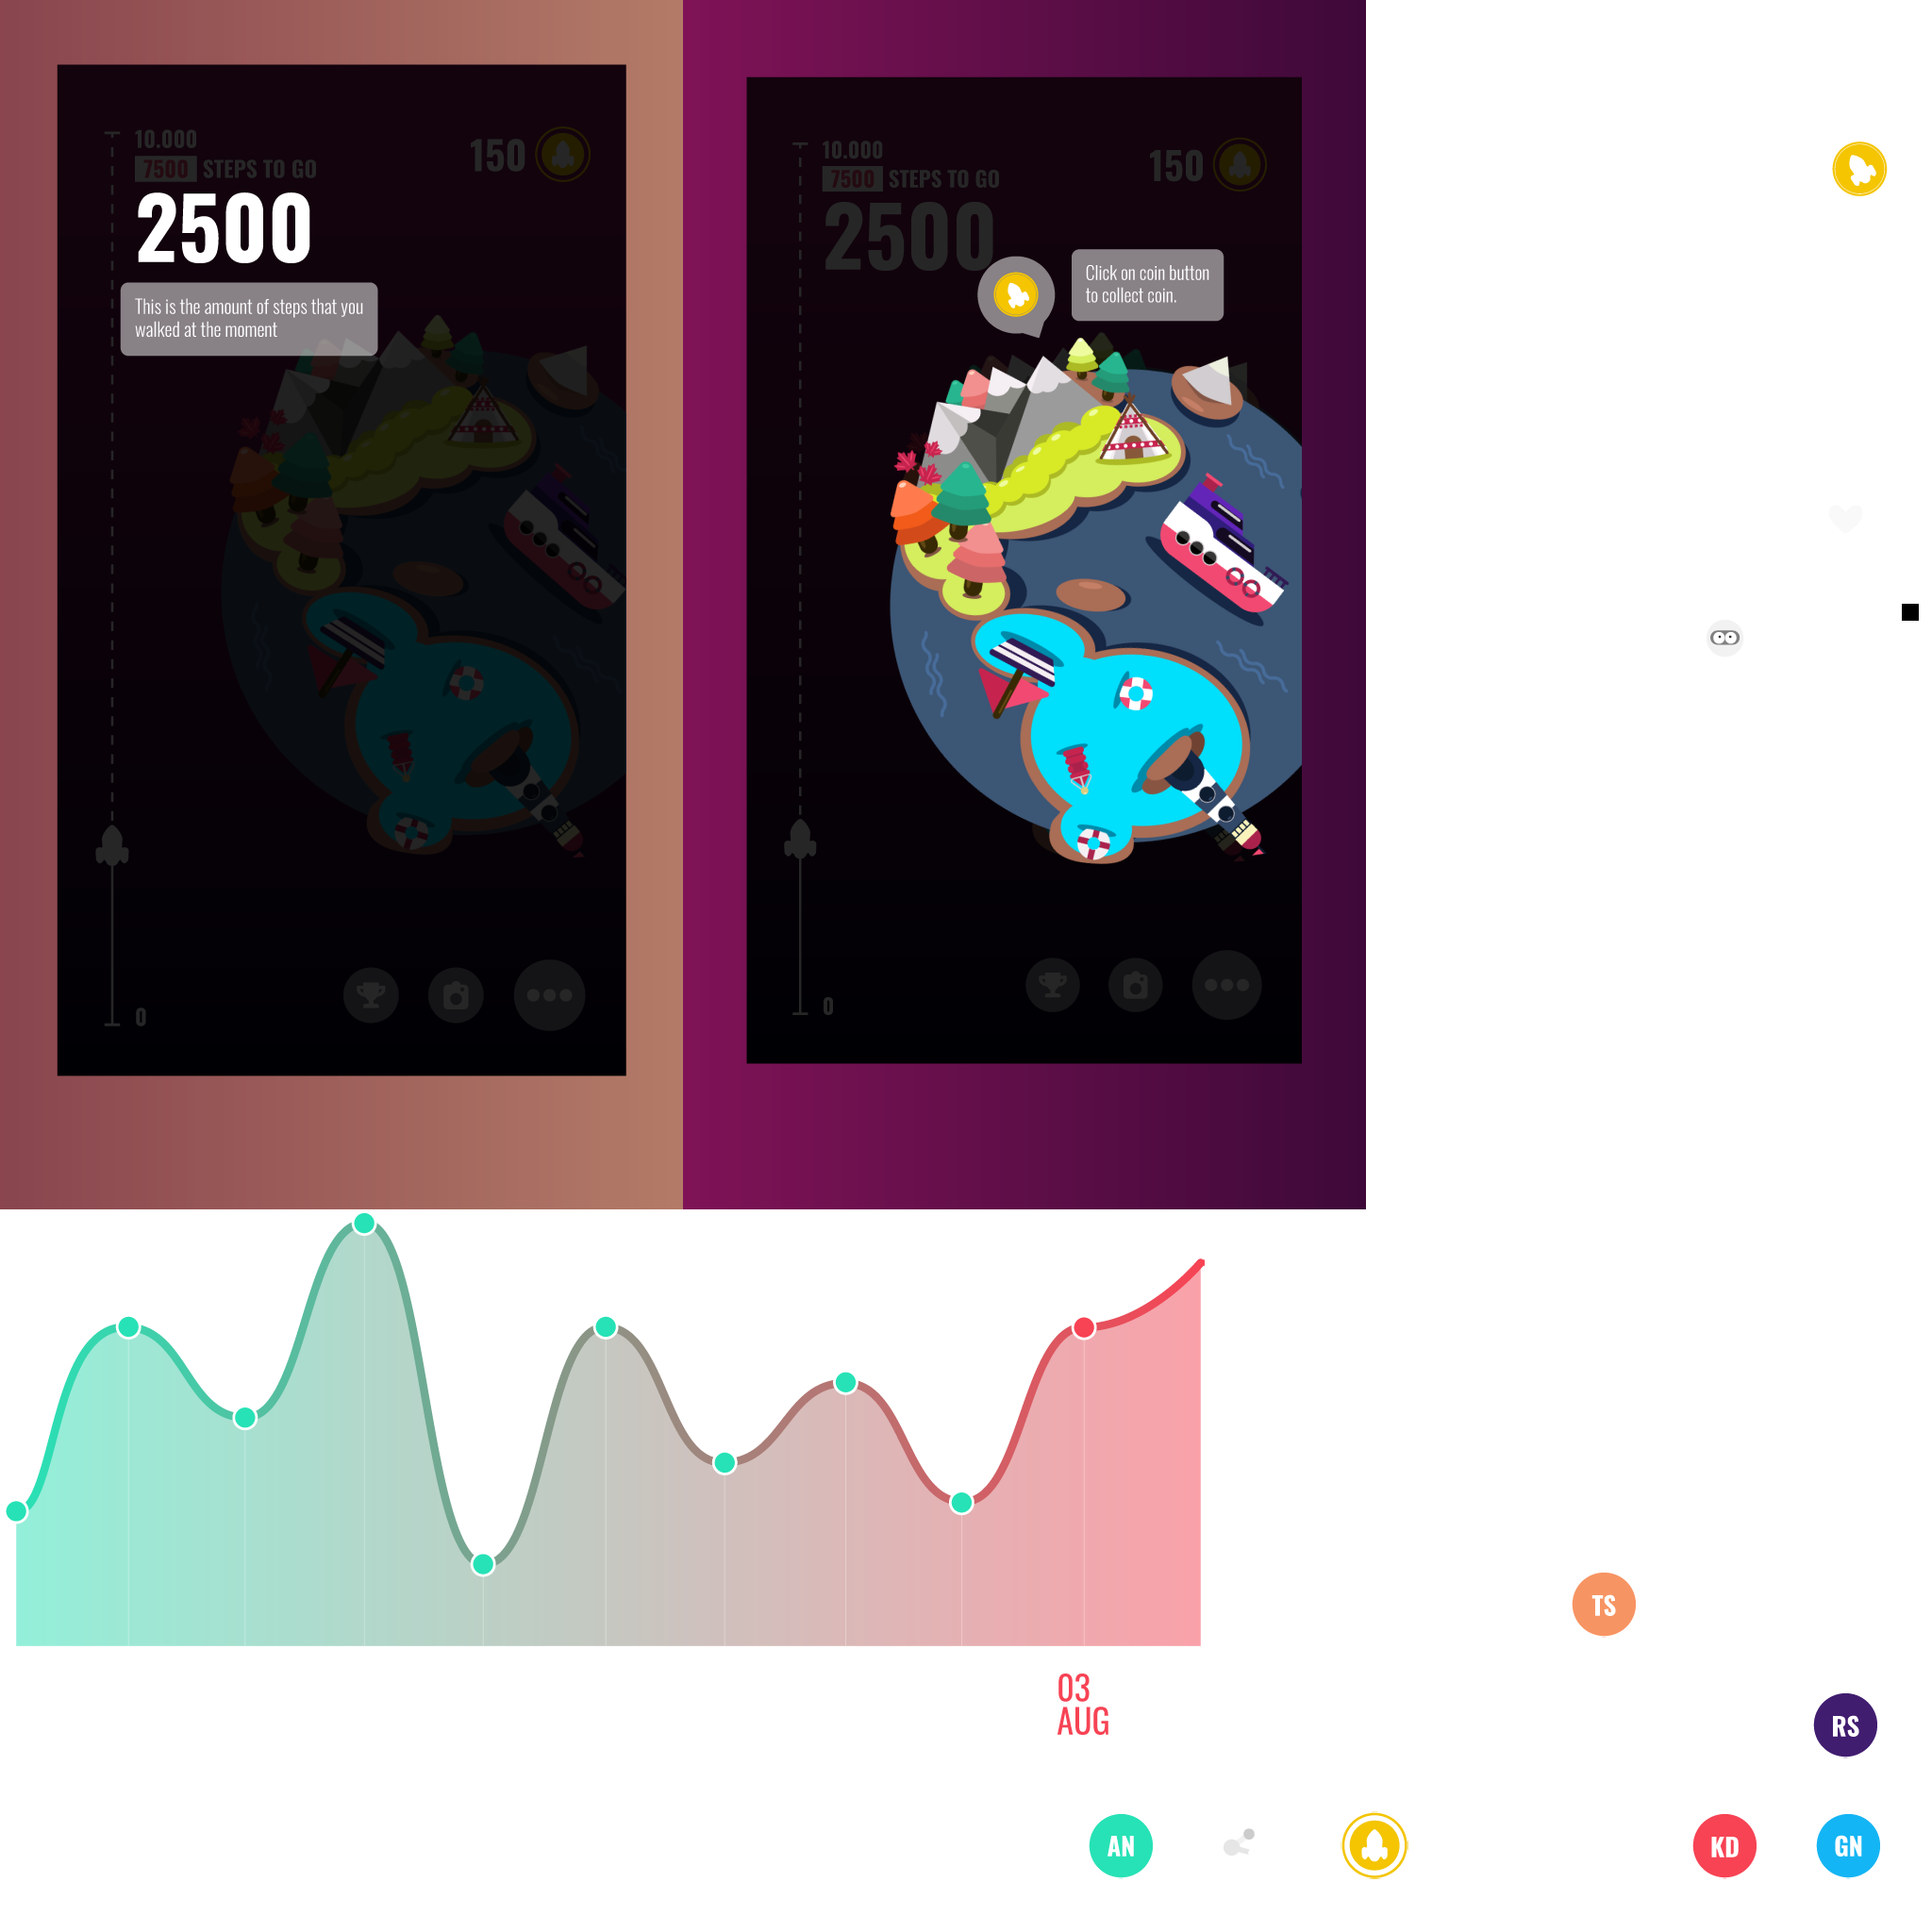 10.000
7500 STEPS TO GO
2500
150
This is the amount of steps that you
walked at the moment
0
10.000
7500 STEPS TO GO
2500
150
Click on coin button
to collect coin.
0
03
AUG
TS
RS
AN
KD
GN